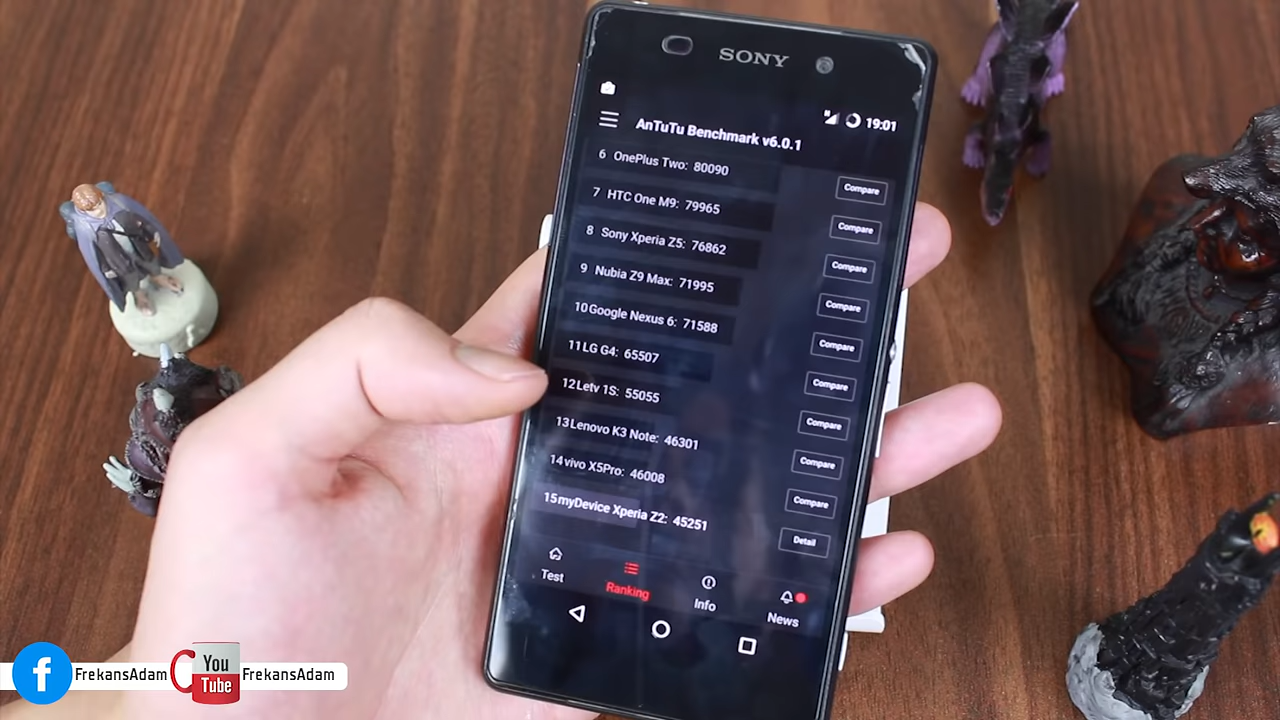 SONY
19:01
AnTuTu Benchmark v6.0.1
6 OnePlus Two: 80090 Compare
7 HTC One M9: 79965 Compare
8 Sony Xperia Z5: 76862 Compare
9 Nubia Z9 Max: 71995 Compare
10 Google Nexus 6: 71588 Compare
11 LG G4: 65507 Compare
12 Letv 1S: 55055 Compare
13 Lenovo K3 Note: 46301 Compare
14 vivo X5Pro: 46008 Compare
15 myDevice Xperia Z2: 45251 Detail
Test Ranking Info News
f FrekansAdam You Tube FrekansAdam